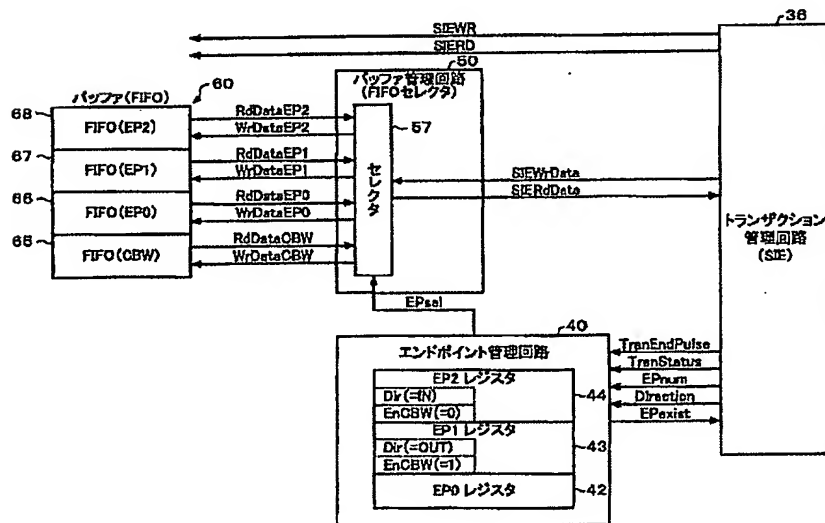 SIEWR
36
SIERD
50
60
バッファ管理回路
(FIFOセレクタ)
バッファ(FIFO)
68
FIFO(EP2)
RdDataEP2
WrDataEP2
57
67
FIFO(EP1)
RdDataEP1
WrDataEP1
セレクタ
SIEWrData
SIERdData
66
FIFO(EP0)
RdDataEP0
WrDataEP0
65
FIFO(CBW)
RdDataCBW
WrDataCBW
トランザクション
管理回路
(SIE)
EPsel
40
エンドポイント管理回路
TranEndPulse
TranStatus
EPnum
Direction
EPexist
EP2 レジスタ
Dir(=IN)
EnCBW(=0)
44
EP1 レジスタ
Dir(=OUT)
EnCBW(=1)
43
EP0 レジスタ
42